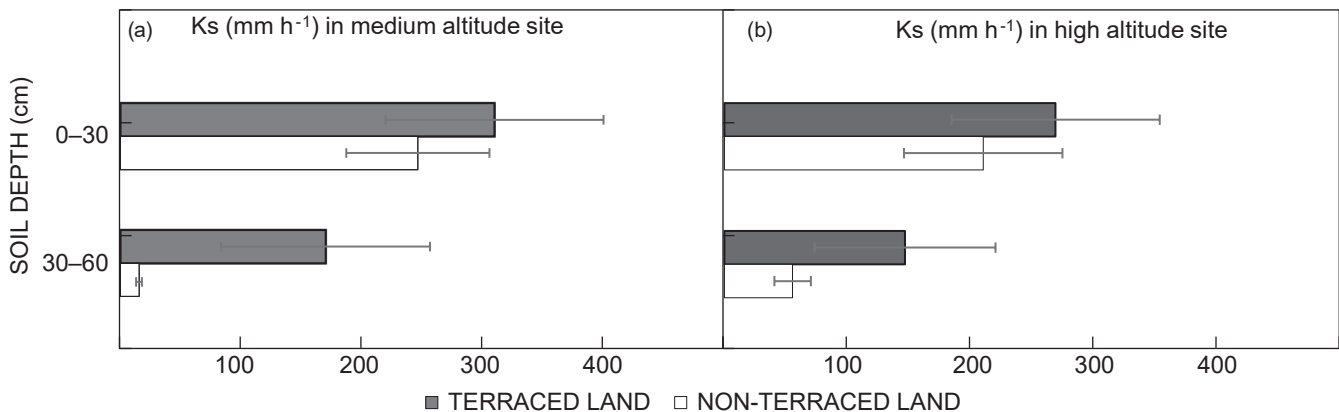 (a) Ks (mm h-1) in medium altitude site
(b) Ks (mm h-1) in high altitude site
SOIL DEPTH (cm)
0–30
30–60
100 200 300 400
100 200 300 400
TERRACED LAND NON-TERRACED LAND